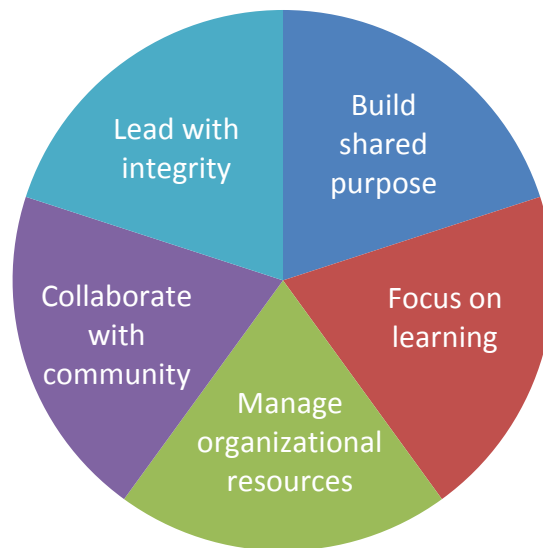 Build
shared
purpose
Focus on
learning
Manage
organizational
resources
Collaborate
with
community
Lead with
integrity